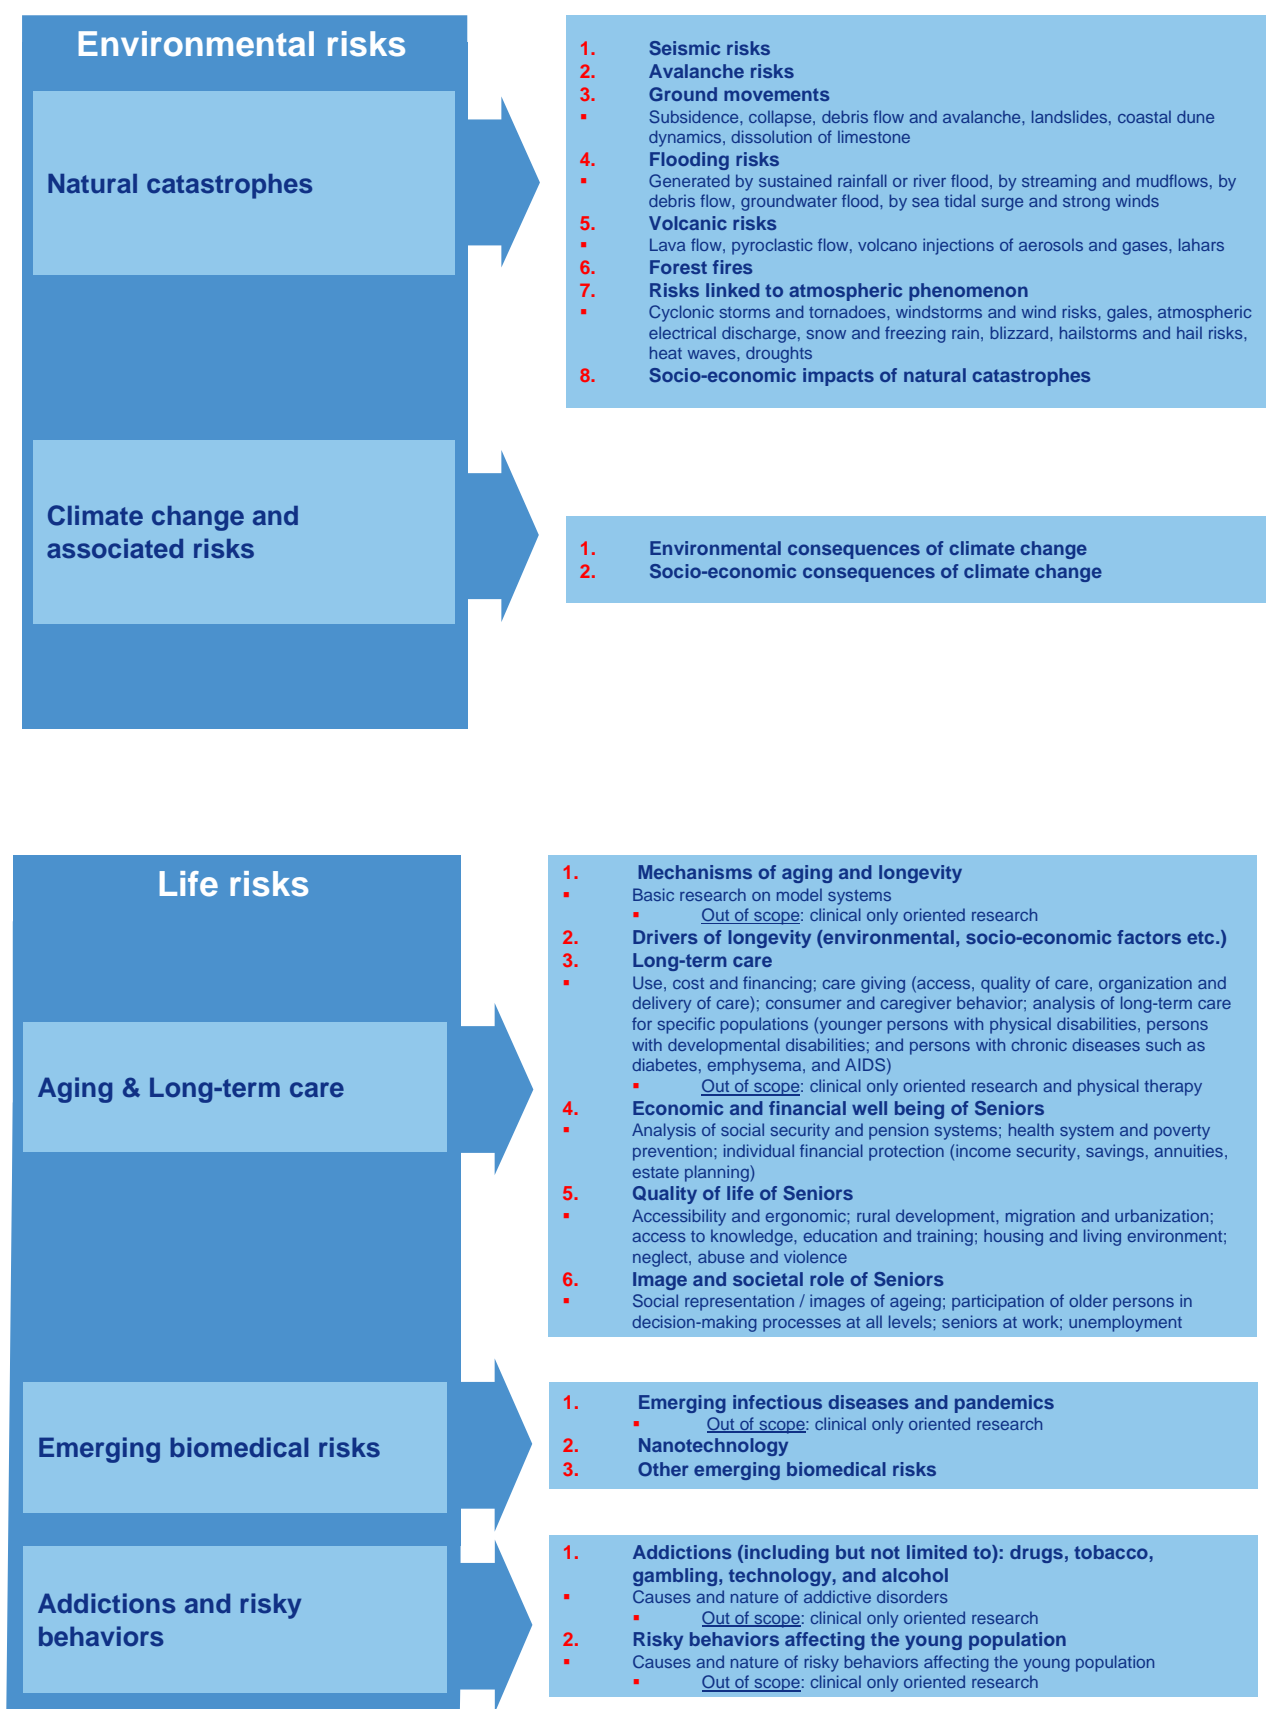 Environmental risks
Natural catastrophes
1. Seismic risks
2. Avalanche risks
3. Ground movements
▪ Subsidence, collapse, debris flow and avalanche, landslides, coastal dune
dynamics, dissolution of limestone
4. Flooding risks
▪ Generated by sustained rainfall or river flood, by streaming and mudflows, by
debris flow, groundwater flood, by sea tidal surge and strong winds
5. Volcanic risks
▪ Lava flow, pyroclastic flow, volcano injections of aerosols and gases, lahars
6. Forest fires
7. Risks linked to atmospheric phenomenon
▪ Cyclonic storms and tornadoes, windstorms and wind risks, gales, atmospheric
electrical discharge, snow and freezing rain, blizzard, hailstorms and hail risks,
heat waves, droughts
8. Socio-economic impacts of natural catastrophes
Climate change and
associated risks
1. Environmental consequences of climate change
2. Socio-economic consequences of climate change
Life risks
Aging & Long-term care
1. Mechanisms of aging and longevity
▪ Basic research on model systems
▪ Out of scope: clinical only oriented research
2. Drivers of longevity (environmental, socio-economic factors etc.)
3. Long-term care
▪ Use, cost and financing; care giving (access, quality of care, organization and
delivery of care); consumer and caregiver behavior; analysis of long-term care
for specific populations (younger persons with physical disabilities, persons
with developmental disabilities; and persons with chronic diseases such as
diabetes, emphysema, and AIDS)
▪ Out of scope: clinical only oriented research and physical therapy
4. Economic and financial well being of Seniors
▪ Analysis of social security and pension systems; health system and poverty
prevention; individual financial protection (income security, savings, annuities,
estate planning)
5. Quality of life of Seniors
▪ Accessibility and ergonomic; rural development, migration and urbanization;
access to knowledge, education and training; housing and living environment;
neglect, abuse and violence
6. Image and societal role of Seniors
▪ Social representation / images of ageing; participation of older persons in
decision-making processes at all levels; seniors at work; unemployment
Emerging biomedical risks
1. Emerging infectious diseases and pandemics
▪ Out of scope: clinical only oriented research
2. Nanotechnology
3. Other emerging biomedical risks
Addictions and risky
behaviors
1. Addictions (including but not limited to): drugs, tobacco,
gambling, technology, and alcohol
▪ Causes and nature of addictive disorders
▪ Out of scope: clinical only oriented research
2. Risky behaviors affecting the young population
▪ Causes and nature of risky behaviors affecting the young population
▪ Out of scope: clinical only oriented research